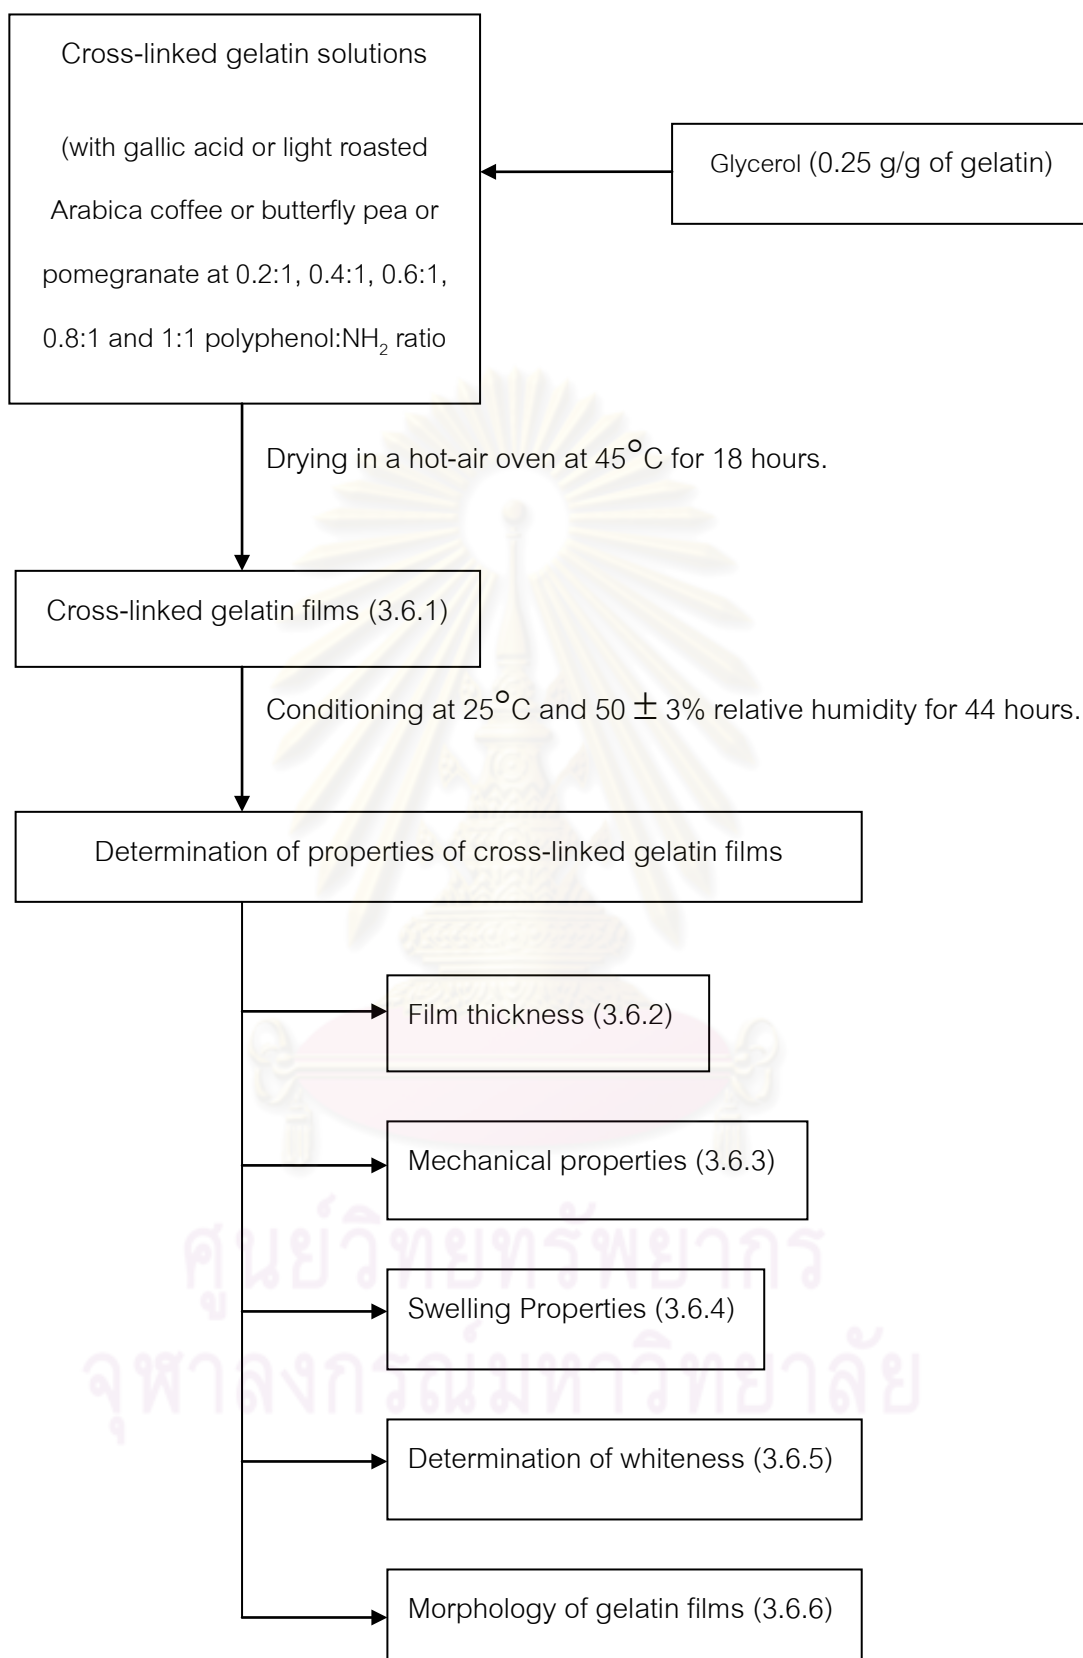 Cross-linked gelatin solutions
(with gallic acid or light roasted
Arabica coffee or butterfly pea or
pomegranate at 0.2:1, 0.4:1, 0.6:1,
0.8:1 and 1:1 polyphenol:NH₂ ratio
Glycerol (0.25 g/g of gelatin)
Drying in a hot-air oven at 45°C for 18 hours.
Cross-linked gelatin films (3.6.1)
Conditioning at 25°C and 50 ± 3% relative humidity for 44 hours.
Determination of properties of cross-linked gelatin films
Film thickness (3.6.2)
Mechanical properties (3.6.3)
Swelling Properties (3.6.4)
Determination of whiteness (3.6.5)
Morphology of gelatin films (3.6.6)
ศูนย์วิทยทรัพยากร
จุฬาลงกรณ์มหาวิทยาลัย